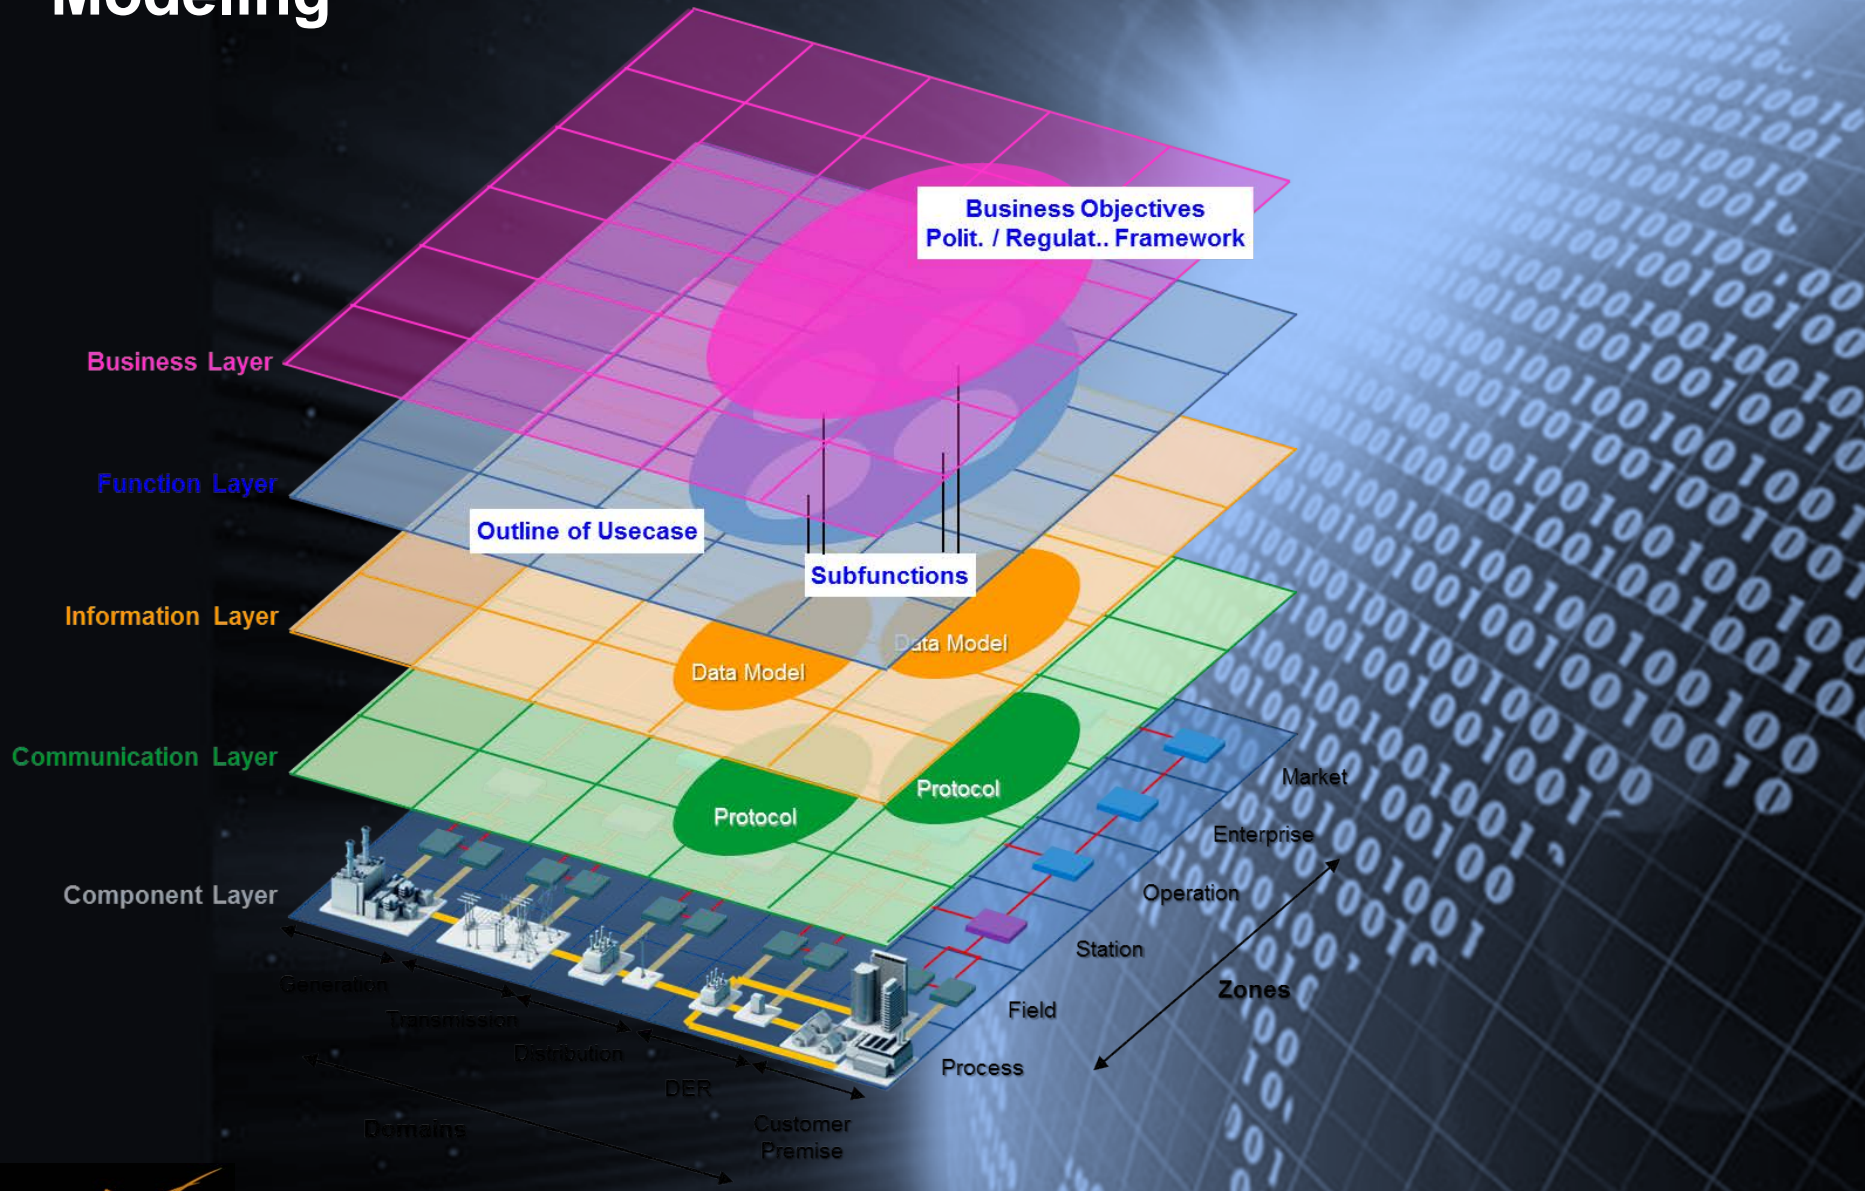 Modeling
Business Objectives
Polit. / Regulat.. Framework
Business Layer
Function Layer
Outline of Usecase
Subfunctions
Information Layer
Data Model
Data Model
Communication Layer
Protocol
Protocol
Component Layer
Market
Enterprise
Operation
Station
Zones
Field
Process
Generation
Transmission
Distribution
DER
Customer
Premise
Domains